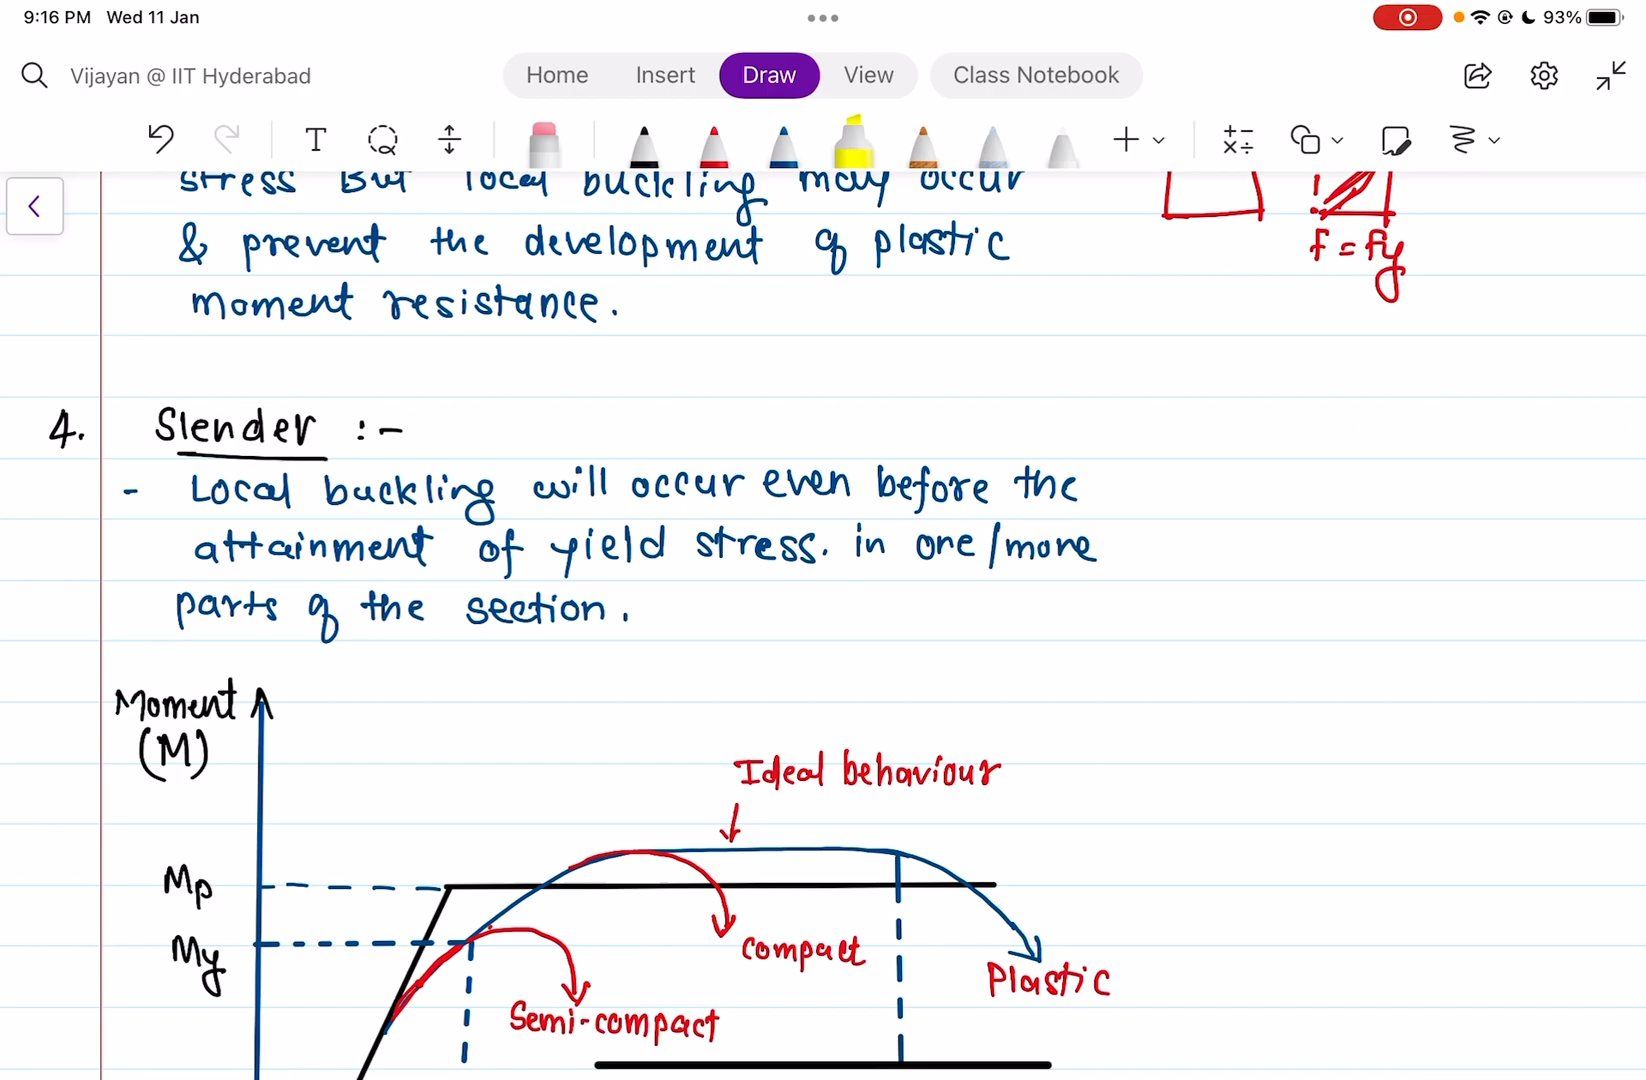 9:16 PM Wed 11 Jan
93%
Vijayan @ IIT Hyderabad
Home Insert Draw View Class Notebook
stress But local buckling may occur
& prevent the development of plastic
moment resistance.
f = fy
4. Slender :-
- Local buckling will occur even before the
attainment of yield stress. in one/more
parts of the section.
Moment
(M)
Ideal behaviour
Mp
My
Compact
Plastic
Semi-compact